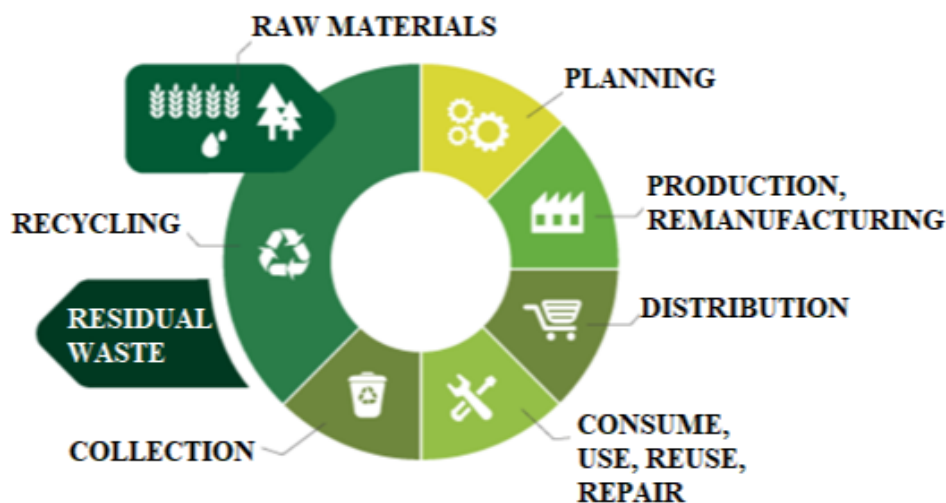 RAW MATERIALS
PLANNING
PRODUCTION,
REMANUFACTURING
RECYCLING
DISTRIBUTION
RESIDUAL
WASTE
CONSUME,
USE, REUSE,
REPAIR
COLLECTION